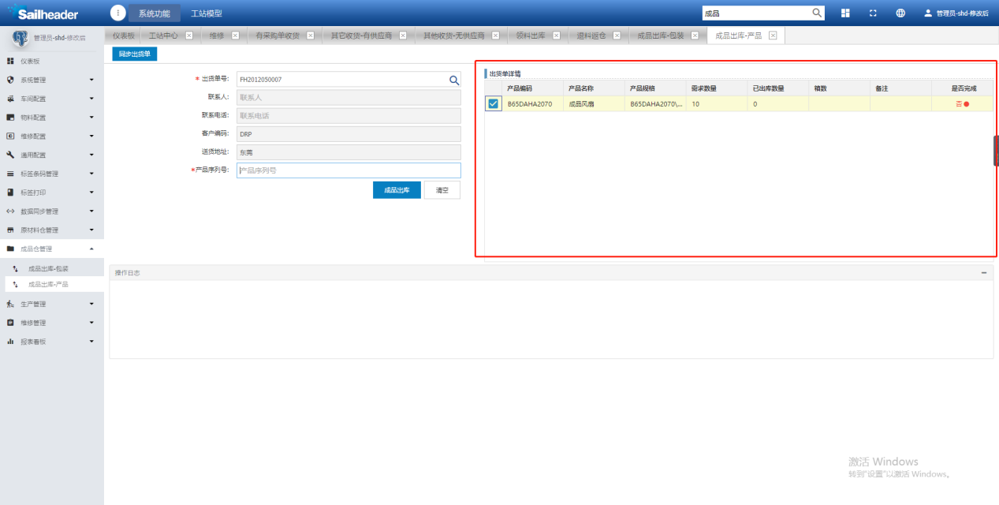 Sailheader
系统功能
工站模型
成品
管理员-shd-修改后
管理员-shd-修改后
仪表板
工站中心
维修
有采购单收货
其它收货-有供应商
其他收货-无供应商
领料出库
退料返仓
成品出库-包装
成品出库-产品
仪表板
系统管理
车间配置
物料配置
维修配置
通用配置
标签条码管理
标签打印
数据同步管理
原材料仓管理
成品仓管理
成品出库-包装
成品出库-产品
生产管理
维修管理
报表看板
同步出货单
* 出货单号: FH2012050007
联系人: 联系人
联系电话: 联系电话
客户编码: DRP
送货地址: 东莞
*产品序列号: 产品序列号
成品出库 清空
出货单详情
产品编码 产品名称 产品规格 需求数量 已出库数量 箱数 备注 是否完成
B65DAHA2070 成品风扇 B65DAHA2070\... 10 0 否
操作日志
激活 Windows
转到"设置"以激活 Windows。